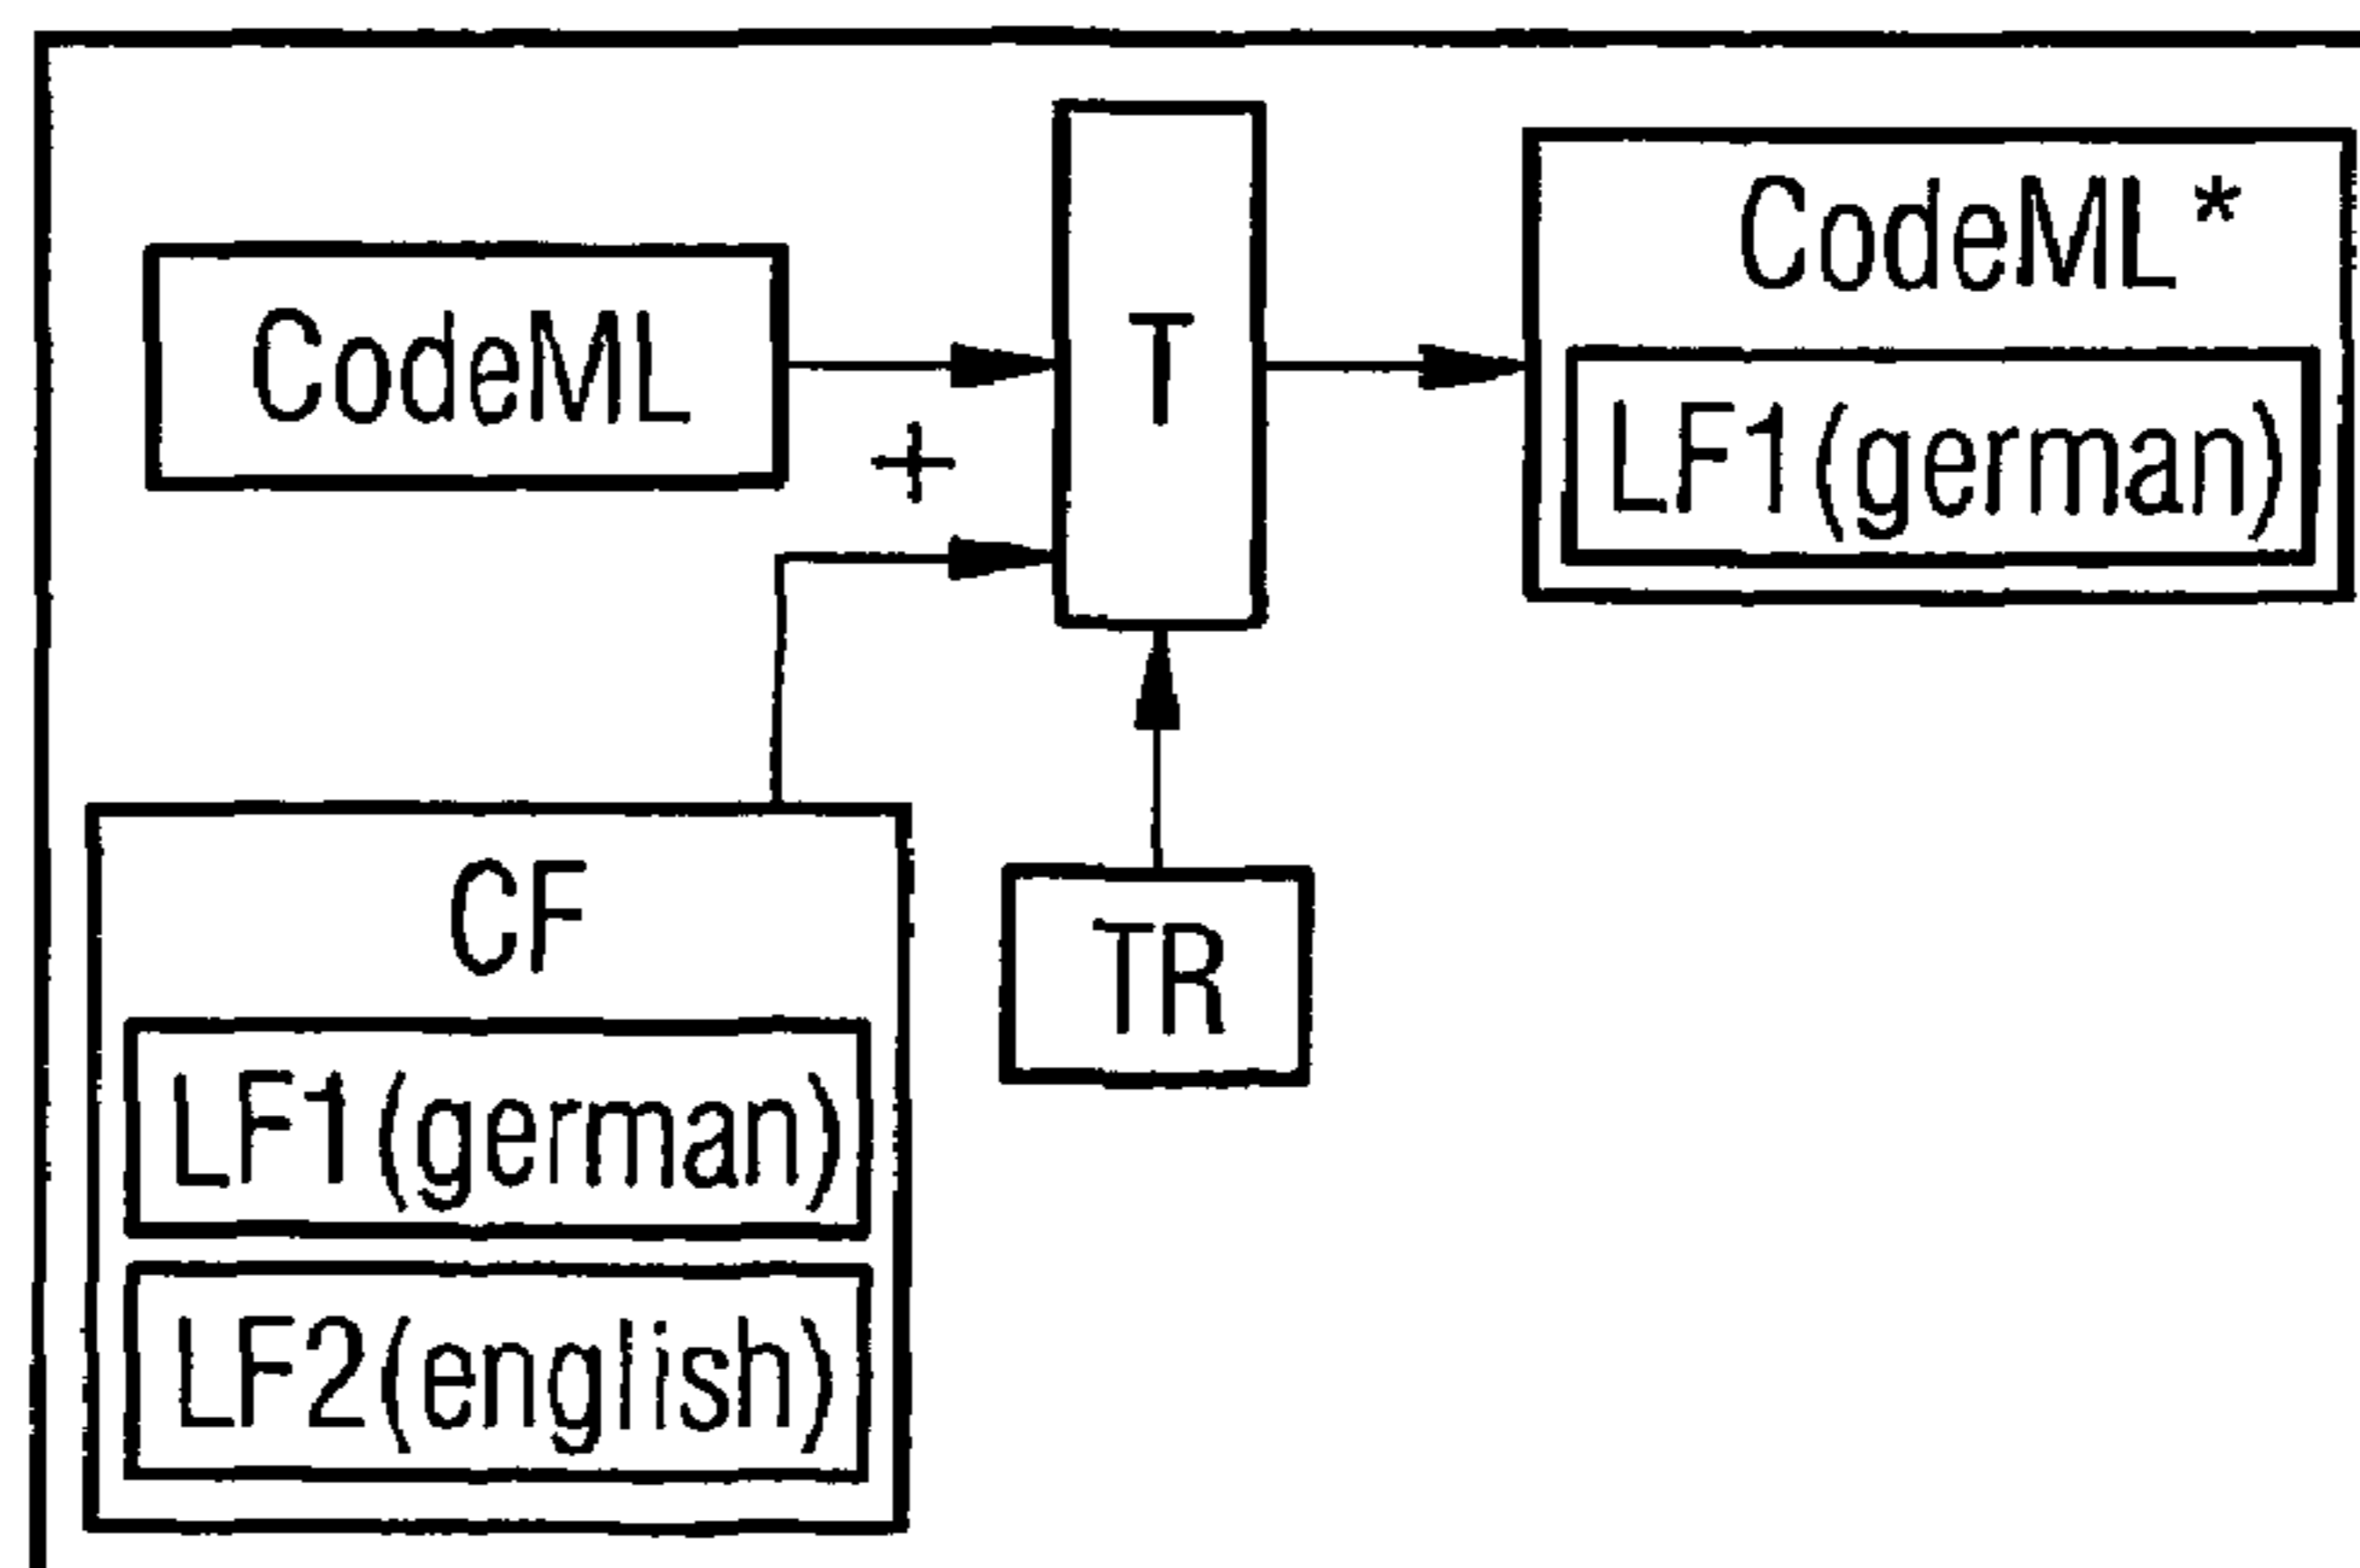 CodeML
+
T
CodeML*
LF1(german)
CF
LF1(german)
LF2(english)
TR